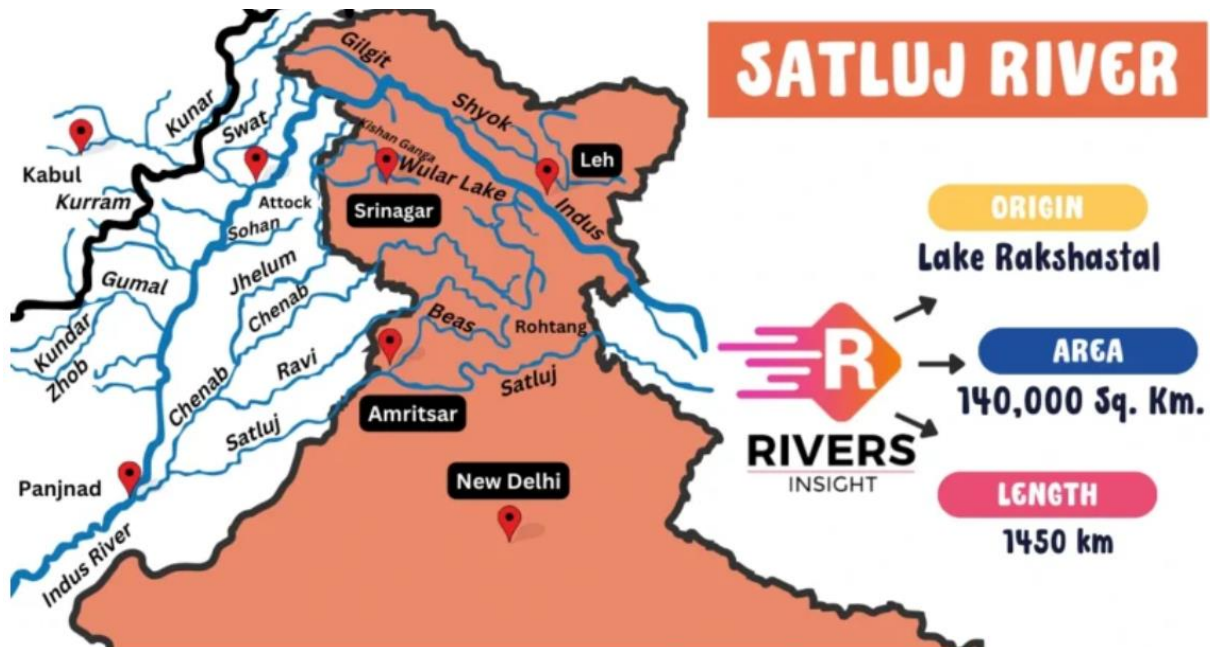 SATLUJ RIVER
Gilgit
Kunar
Swat
Shyok
Kishan Ganga
Wular Lake
Leh
Kabul
Kurram
Attock
Srinagar
Indus
Sohan
Jhelum
Gumal
Chenab
Beas
Rohtang
Kundar
Zhob
Ravi
Chenab
Satluj
Amritsar
Satluj
Panjnad
New Delhi
Indus River
ORIGIN
Lake Rakshastal
R
AREA
140,000 Sq. Km.
RIVERS
INSIGHT
LENGTH
1450 km